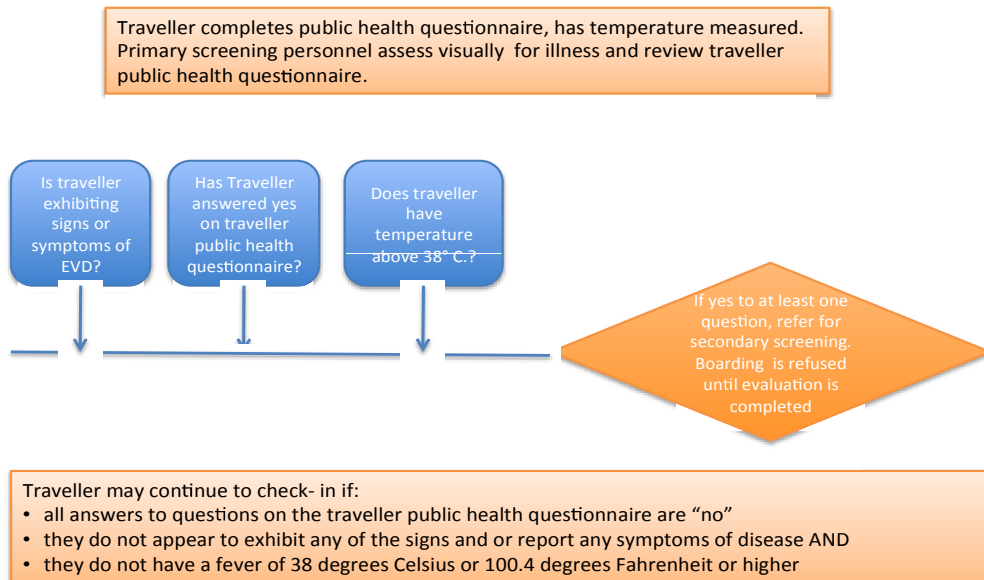 Traveller completes public health questionnaire, has temperature measured.
Primary screening personnel assess visually for illness and review traveller
public health questionnaire.
Is traveller
exhibiting
signs or
symptoms of
EVD?
Has Traveller
answered yes
on traveller
public health
questionnaire?
Does traveller
have
temperature
above 38° C.?
If yes to at least one
question, refer for
secondary screening.
Boarding is refused
until evaluation is
completed
Traveller may continue to check- in if:
• all answers to questions on the traveller public health questionnaire are “no”
• they do not appear to exhibit any of the signs and or report any symptoms of disease AND
• they do not have a fever of 38 degrees Celsius or 100.4 degrees Fahrenheit or higher